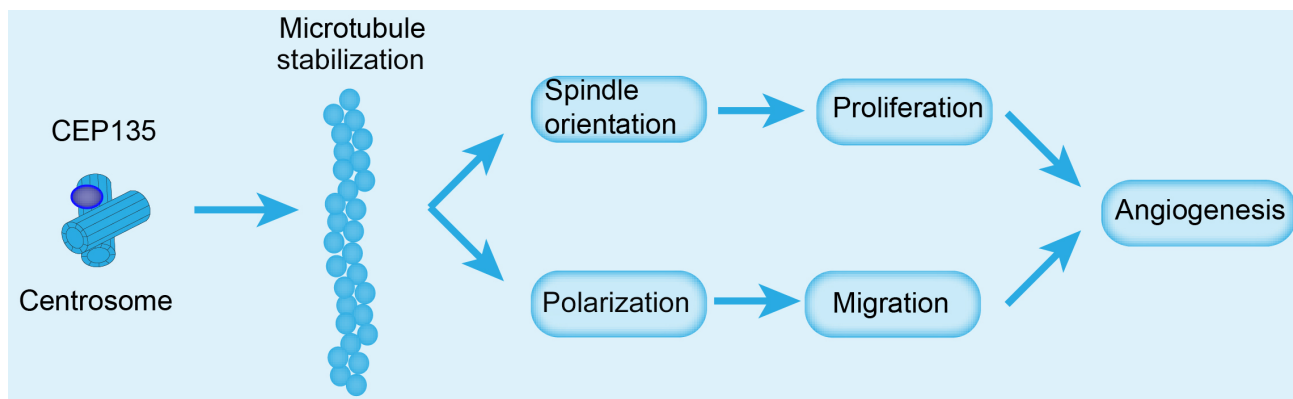 Microtubule
stabilization
CEP135
Centrosome
Spindle
orientation
Proliferation
Polarization
Migration
Angiogenesis